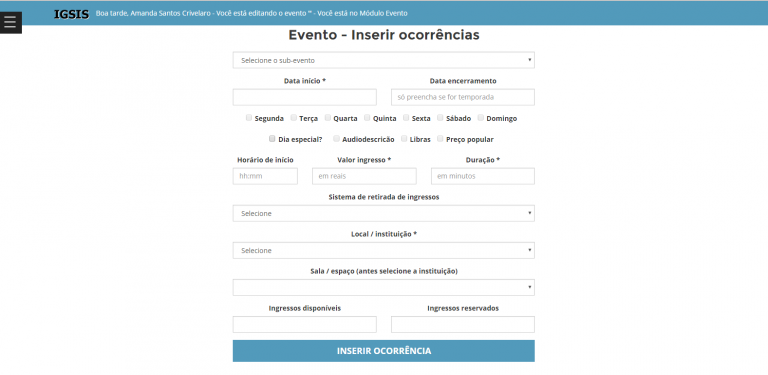 IGSIS Boa tarde, Amanda Santos Crivelaro - Você está editando o evento "" - Você está no Módulo Evento
Evento - Inserir ocorrências
Selecione o sub-evento
Data início * Data encerramento
só preencha se for temporada
Segunda Terça Quarta Quinta Sexta Sábado Domingo
Dia especial? Audiodescricão Libras Preço popular
Horário de início Valor ingresso * Duração *
hh:mm em reais em minutos
Sistema de retirada de ingressos
Selecione
Local / instituição *
Selecione
Sala / espaço (antes selecione a instituição)
Ingressos disponíveis Ingressos reservados
INSERIR OCORRÊNCIA